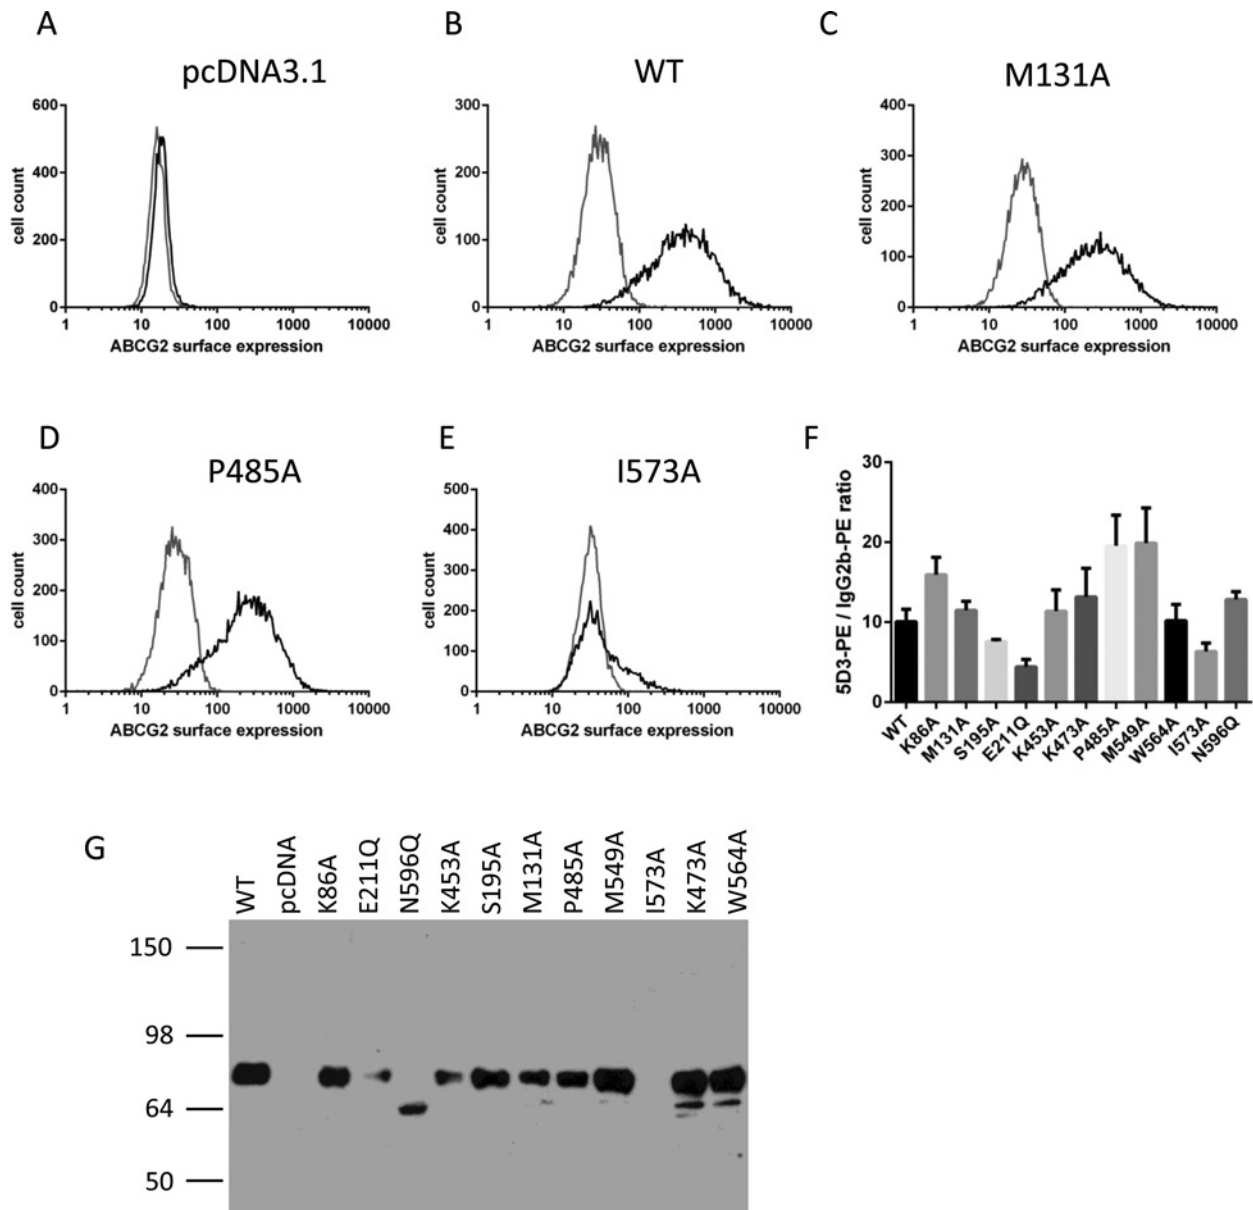 A
pcDNA3.1
600
400
200
0
cell count
1 10 100 1000 10000
ABCG2 surface expression
B
WT
300
200
100
0
cell count
1 10 100 1000 10000
ABCG2 surface expression
C
M131A
400
300
200
100
0
cell count
1 10 100 1000 10000
ABCG2 surface expression
D
P485A
400
300
200
100
0
cell count
1 10 100 1000 10000
ABCG2 surface expression
E
I573A
500
400
300
200
100
0
cell count
1 10 100 1000 10000
ABCG2 surface expression
F
30
20
10
0
5D3-PE / IgG2b-PE ratio
WT
K86A
M131A
S195A
E211Q
K453A
K473A
P485A
M549A
W564A
I573A
N596Q
G
WT
pcDNA
K86A
E211Q
N596Q
K453A
S195A
M131A
P485A
M549A
I573A
K473A
W564A
150
98
64
50